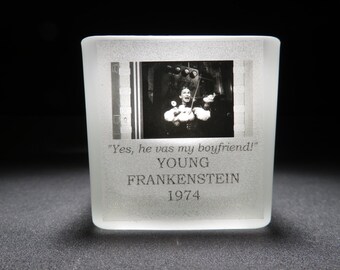 "Yes, he vas my boyfriend!"
YOUNG
FRANKENSTEIN
1974